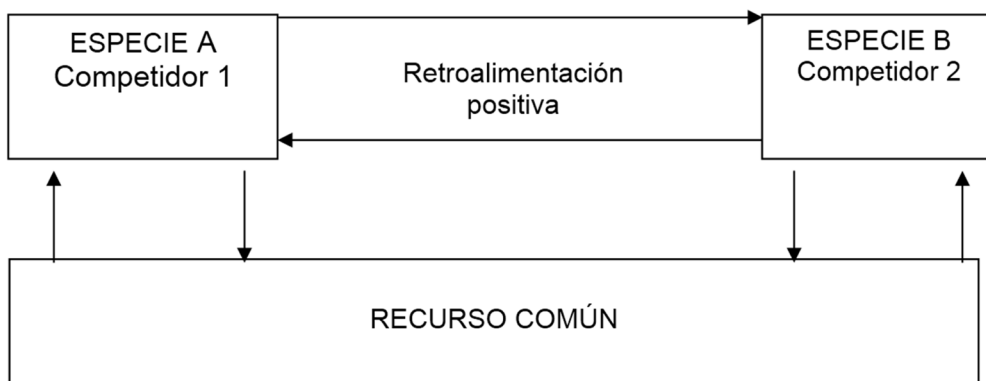 ESPECIE A
Competidor 1
Retroalimentación
positiva
ESPECIE B
Competidor 2
RECURSO COMÚN